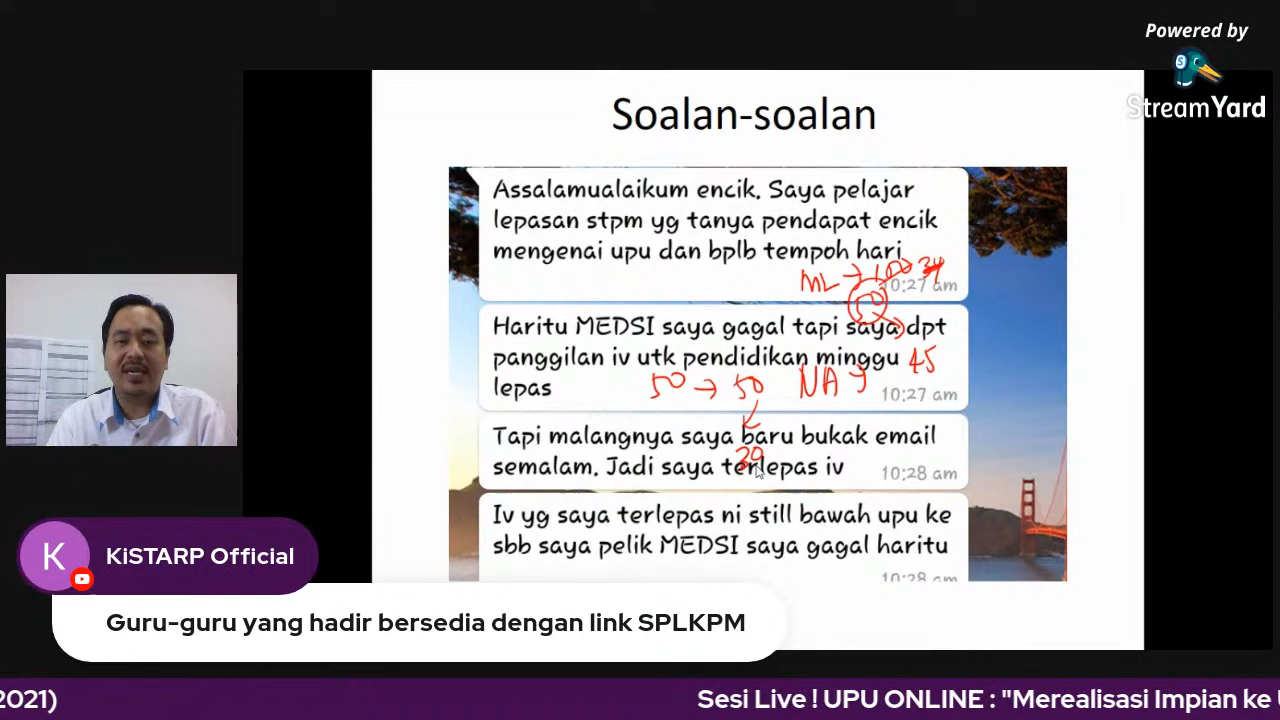 Powered by
StreamYard
Soalan-soalan
Assalamualaikum encik. Saya pelajar
lepasan stpm yg tanya pendapat encik
mengenai upu dan bplb tempoh hari
10:27 am
Haritu MEDSI saya gagal tapi saya dpt
panggilan iv utk pendidikan minggu
lepas
10:27 am
45
50 → 50
30
Tapi malangnya saya baru bukak email
semalam. Jadi saya terlepas iv
10:28 am
Iv yg saya terlepas ni still bawah upu ke
sbb saya pelik MEDSI saya gagal haritu
10:28 am
K
KiSTARP Official
Guru-guru yang hadir bersedia dengan link SPLKPM
2021)
Sesi Live ! UPU ONLINE : "Merealisasi Impian ke